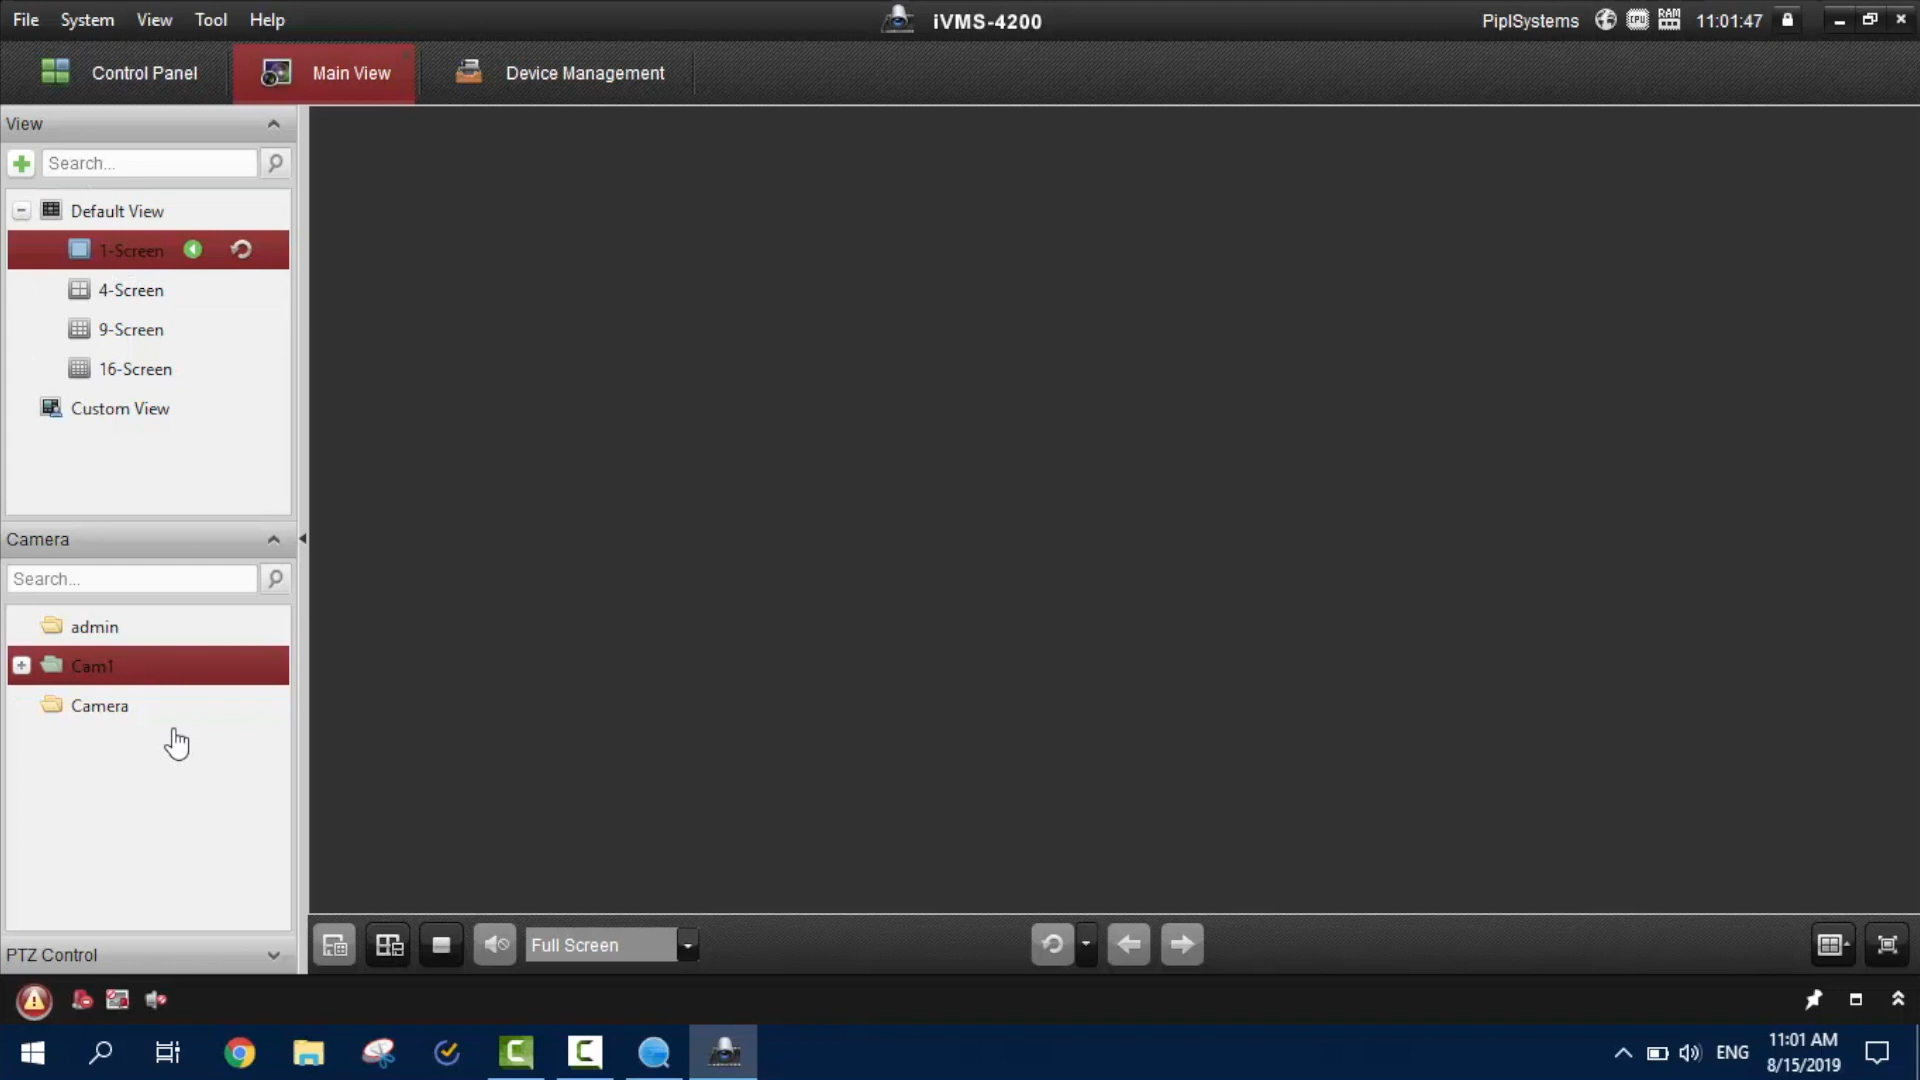 File System View Tool Help
iVMS-4200
PiplSystems CPU RAM 11:01:47
Control Panel
Main View
Device Management
View
Search...
Default View
1-Screen
4-Screen
9-Screen
16-Screen
Custom View
Camera
Search...
admin
Cam1
Camera
PTZ Control
Full Screen
ENG
11:01 AM
8/15/2019